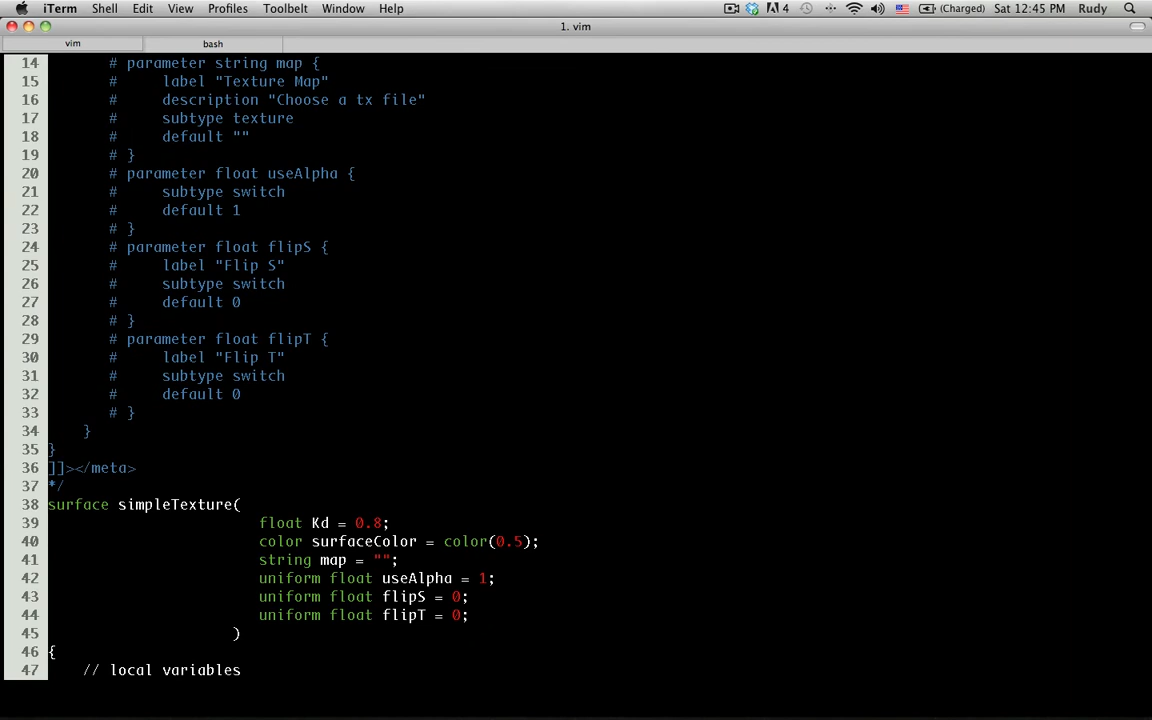 iTerm Shell Edit View Profiles Toolbelt Window Help 4 (Charged) Sat 12:45 PM Rudy
1. vim
vim bash
14 # parameter string map {
15 # label "Texture Map"
16 # description "Choose a tx file"
17 # subtype texture
18 # default ""
19 # }
20 # parameter float useAlpha {
21 # subtype switch
22 # default 1
23 # }
24 # parameter float flipS {
25 # label "Flip S"
26 # subtype switch
27 # default 0
28 # }
29 # parameter float flipT {
30 # label "Flip T"
31 # subtype switch
32 # default 0
33 # }
34 }
35 }
36 ]]></meta>
37 */
38 surface simpleTexture(
39 float Kd = 0.8;
40 color surfaceColor = color(0.5);
41 string map = "";
42 uniform float useAlpha = 1;
43 uniform float flipS = 0;
44 uniform float flipT = 0;
45 )
46 {
47 // local variables